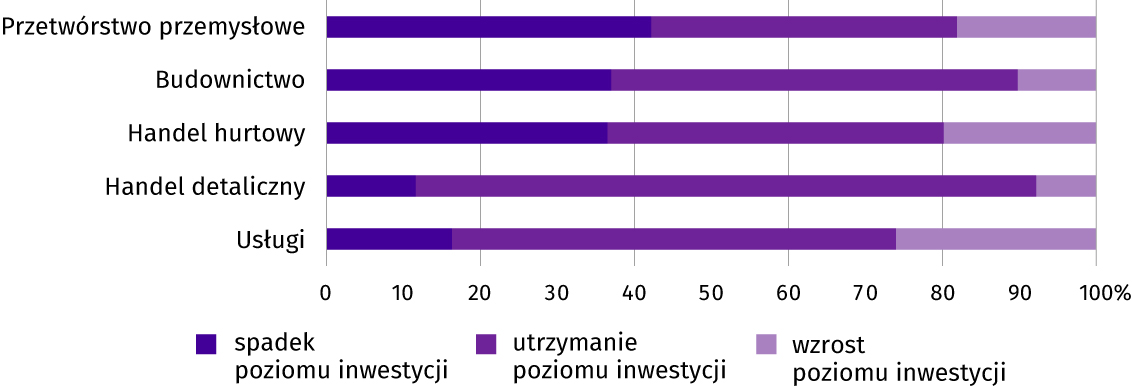 Przetwórstwo przemysłowe
Budownictwo
Handel hurtowy
Handel detaliczny
Usługi
0 10 20 30 40 50 60 70 80 90 100%
spadek
poziomu inwestycji
utrzymanie
poziomu inwestycji
wzrost
poziomu inwestycji